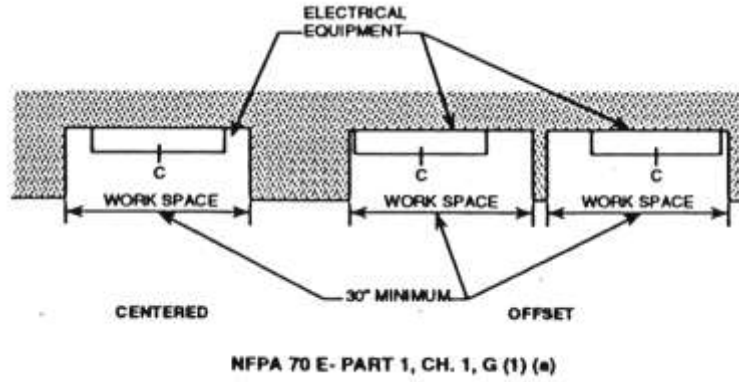 ELECTRICAL
EQUIPMENT
C
C
C
WORK SPACE
WORK SPACE
WORK SPACE
30" MINIMUM
CENTERED
OFFSET
NFPA 70 E- PART 1, CH. 1, G (1) (a)